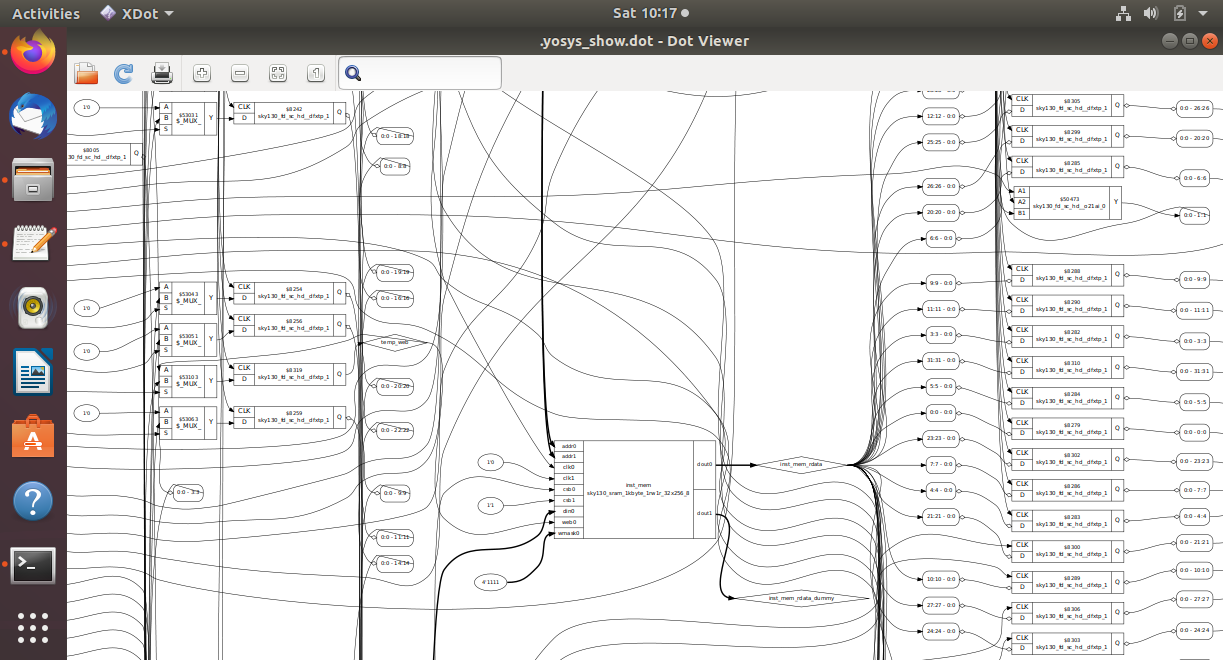 Activities
XDot
Sat 10:17
.yosys_show.dot - Dot Viewer
1'0
A
B
S
$53031
$_MUX_
Y
CLK
D
$8242
sky130_fd_sc_hd__dfxtp_1
Q
$8005
30_fd_sc_hd__dfxtp_1
Q
0:0 - 18:18
0:0 - 8:8
0:0 - 19:19
0:0 - 16:16
1'0
A
B
S
$53043
$_MUX_
Y
CLK
D
$8254
sky130_fd_sc_hd__dfxtp_1
Q
1'0
A
B
S
$53051
$_MUX_
Y
CLK
D
$8256
sky130_fd_sc_hd__dfxtp_1
Q
temp_web
A
B
S
$53103
$_MUX_
Y
CLK
D
$8319
sky130_fd_sc_hd__dfxtp_1
Q
0:0 - 20:20
1'0
A
B
S
$53063
$_MUX_
Y
CLK
D
$8259
sky130_fd_sc_hd__dfxtp_1
Q
0:0 - 22:22
0:0 - 3:3
0:0 - 9:9
0:0 - 11:11
0:0 - 14:14
1'0
1'1
4'1111
addr0
addr1
clk0
clk1
csb0
csb1
din0
web0
wmask0
inst_mem
sky130_sram_1kbyte_1rw1r_32x256_8
dout0
dout1
inst_mem_rdata
inst_mem_rdata_dummy
12:12 - 0:0
25:25 - 0:0
26:26 - 0:0
20:20 - 0:0
6:6 - 0:0
9:9 - 0:0
11:11 - 0:0
3:3 - 0:0
31:31 - 0:0
5:5 - 0:0
0:0 - 0:0
23:23 - 0:0
7:7 - 0:0
4:4 - 0:0
21:21 - 0:0
10:10 - 0:0
27:27 - 0:0
24:24 - 0:0
CLK
D
$8305
sky130_fd_sc_hd__dfxtp_1
Q
0:0 - 26:26
CLK
D
$8299
sky130_fd_sc_hd__dfxtp_1
Q
0:0 - 20:20
CLK
D
$8285
sky130_fd_sc_hd__dfxtp_1
Q
0:0 - 6:6
A1
A2
B1
$50473
sky130_fd_sc_hd__o21ai_0
Y
0:0 - 1:1
CLK
D
$8288
sky130_fd_sc_hd__dfxtp_1
Q
0:0 - 9:9
CLK
D
$8290
sky130_fd_sc_hd__dfxtp_1
Q
0:0 - 11:11
CLK
D
$8282
sky130_fd_sc_hd__dfxtp_1
Q
0:0 - 3:3
CLK
D
$8310
sky130_fd_sc_hd__dfxtp_1
Q
0:0 - 31:31
CLK
D
$8284
sky130_fd_sc_hd__dfxtp_1
Q
0:0 - 5:5
CLK
D
$8279
sky130_fd_sc_hd__dfxtp_1
Q
0:0 - 0:0
CLK
D
$8302
sky130_fd_sc_hd__dfxtp_1
Q
0:0 - 23:23
CLK
D
$8286
sky130_fd_sc_hd__dfxtp_1
Q
0:0 - 7:7
CLK
D
$8283
sky130_fd_sc_hd__dfxtp_1
Q
0:0 - 4:4
CLK
D
$8300
sky130_fd_sc_hd__dfxtp_1
Q
0:0 - 21:21
CLK
D
$8289
sky130_fd_sc_hd__dfxtp_1
Q
0:0 - 10:10
CLK
D
$8306
sky130_fd_sc_hd__dfxtp_1
Q
0:0 - 27:27
CLK
D
$8303
sky130_fd_sc_hd__dfxtp_1
Q
0:0 - 24:24